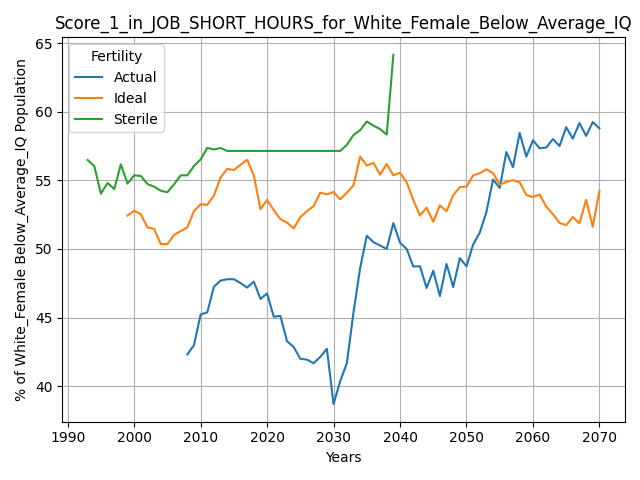 Score_1_in_JOB_SHORT_HOURS_for_White_Female_Below_Average_IQ
Fertility
Actual
Ideal
Sterile
% of White_Female Below_Average_IQ Population
65
60
55
50
45
40
1990 2000 2010 2020 2030 2040 2050 2060 2070
Years